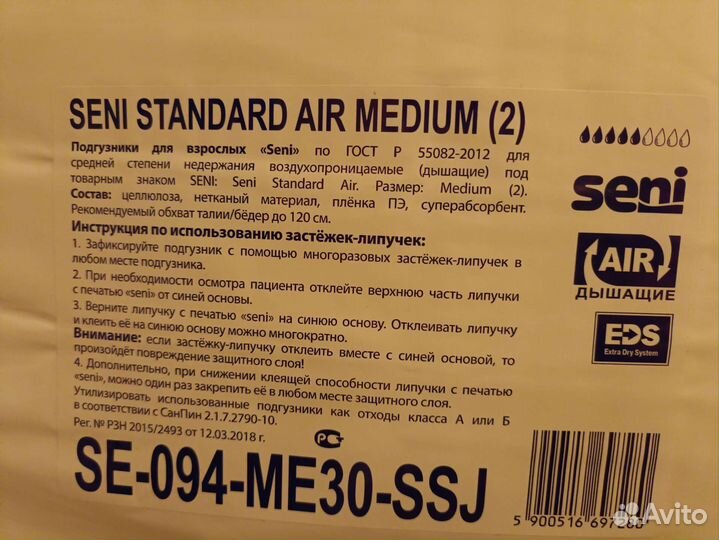 SENI STANDARD AIR MEDIUM (2)
Подгузники для взрослых «Seni» по ГОСТ Р 55082-2012 для
средней степени недержания воздухопроницаемые (дышащие) под
товарным знаком SENI: Seni Standard Air. Размер: Medium (2).
Состав: целлюлоза, нетканый материал, плёнка ПЭ, суперабсорбент.
Рекомендуемый обхват талии/бёдер до 120 см.
Инструкция по использованию застёжек-липучек:
1. Зафиксируйте подгузник с помощью многоразовых застёжек-липучек в
любом месте подгузника.
2. При необходимости осмотра пациента отклейте верхнюю часть липучки
с печатью «seni» от синей основы.
3. Верните липучку с печатью «seni» на синюю основу. Отклеивать липучку
и клеить её на синюю основу можно многократно.
Внимание: если застёжку-липучку отклеить вместе с синей основой, то
произойдёт повреждение защитного слоя!
4. Дополнительно, при снижении клеящей способности липучки с печатью
«seni», можно один раз закрепить её в любом месте защитного слоя.
Утилизировать использованные подгузники как отходы класса А или Б
в соответствии с СанПин 2.1.7.2790-10.
Рег. № РЗН 2015/2493 от 12.03.2018 г.
SE-094-ME30-SSJ
seni
AIR
ДЫШАЩИЕ
EDS
Extra Dry System
5 900516 697280
Avito